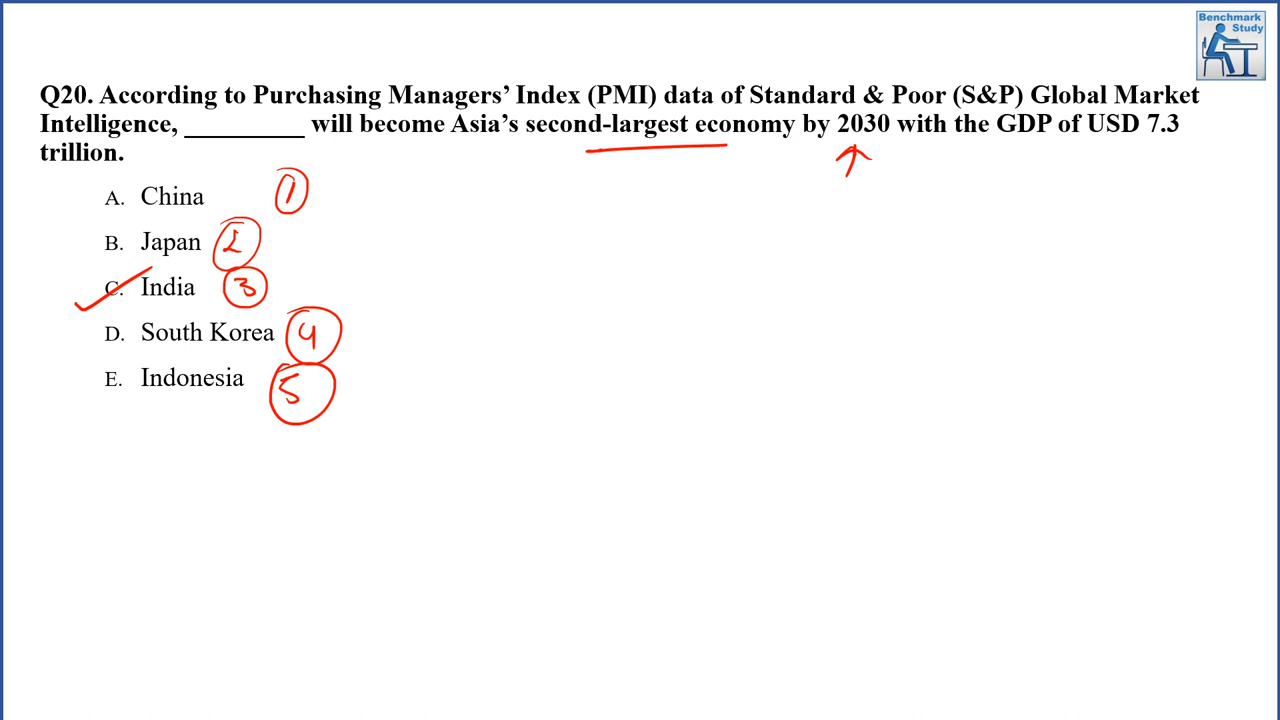 Benchmark
Study
Q20. According to Purchasing Managers’ Index (PMI) data of Standard & Poor (S&P) Global Market
Intelligence, _________ will become Asia’s second-largest economy by 2030 with the GDP of USD 7.3
trillion.
A. China 1
B. Japan 2
C. India 3
D. South Korea 4
E. Indonesia 5